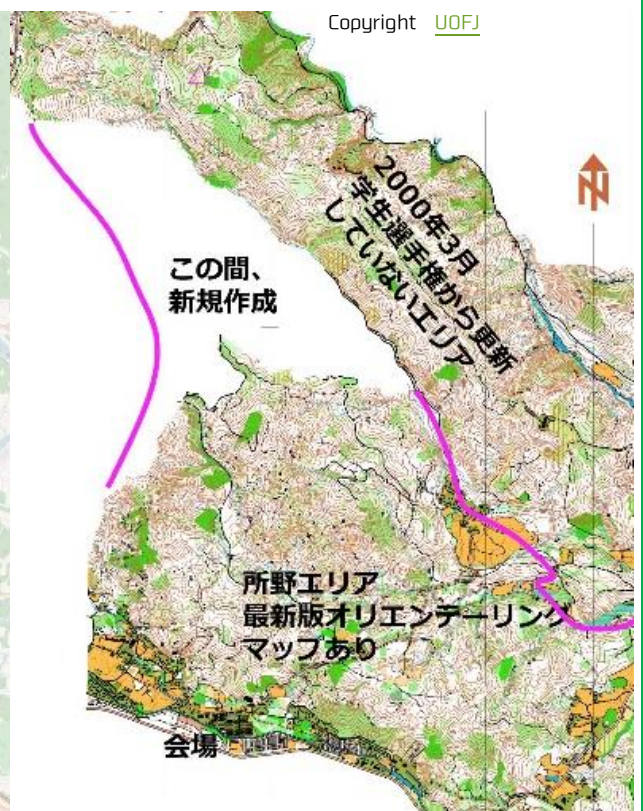 Copyright UOFJ
N
2000年3月
学生選手権から更新
していないエリア
この間、
新規作成
所野エリア
最新版オリエンテーリング
マップあり
会場